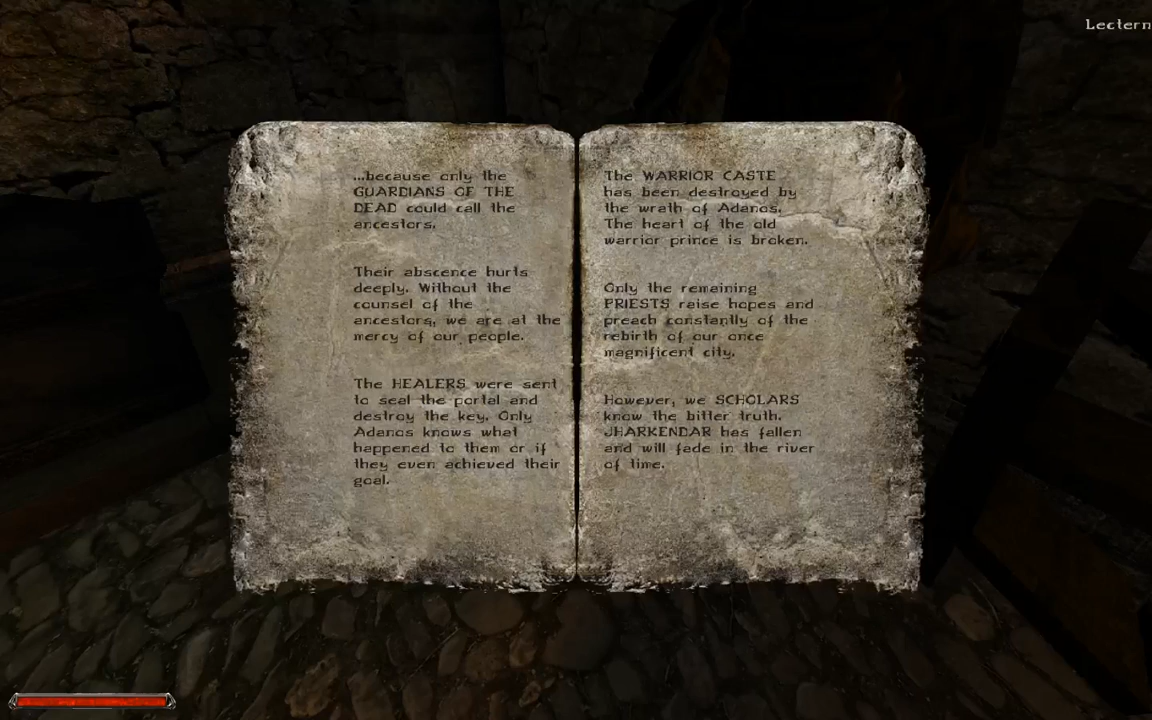 Lectern
...because only the
GUARDIANS OF THE
DEAD could call the
ancestors.
Their abscence hurts
deeply. Without the
counsel of the
ancestors, we are at the
mercy of our people.
The HEALERS were sent
to seal the portal and
destroy the key. Only
Adanos knows what
happened to them or if
they even achieved their
goal.
The WARRIOR CASTE
has been destroyed by
the wrath of Adanos.
The heart of the old
warrior prince is broken.
Only the remaining
PRIESTS raise hopes and
preach constantly of the
rebirth of our once
magnificent city.
However, we SCHOLARS
know the bitter truth.
JHARKENDAR has fallen
and will fade in the river
of time.